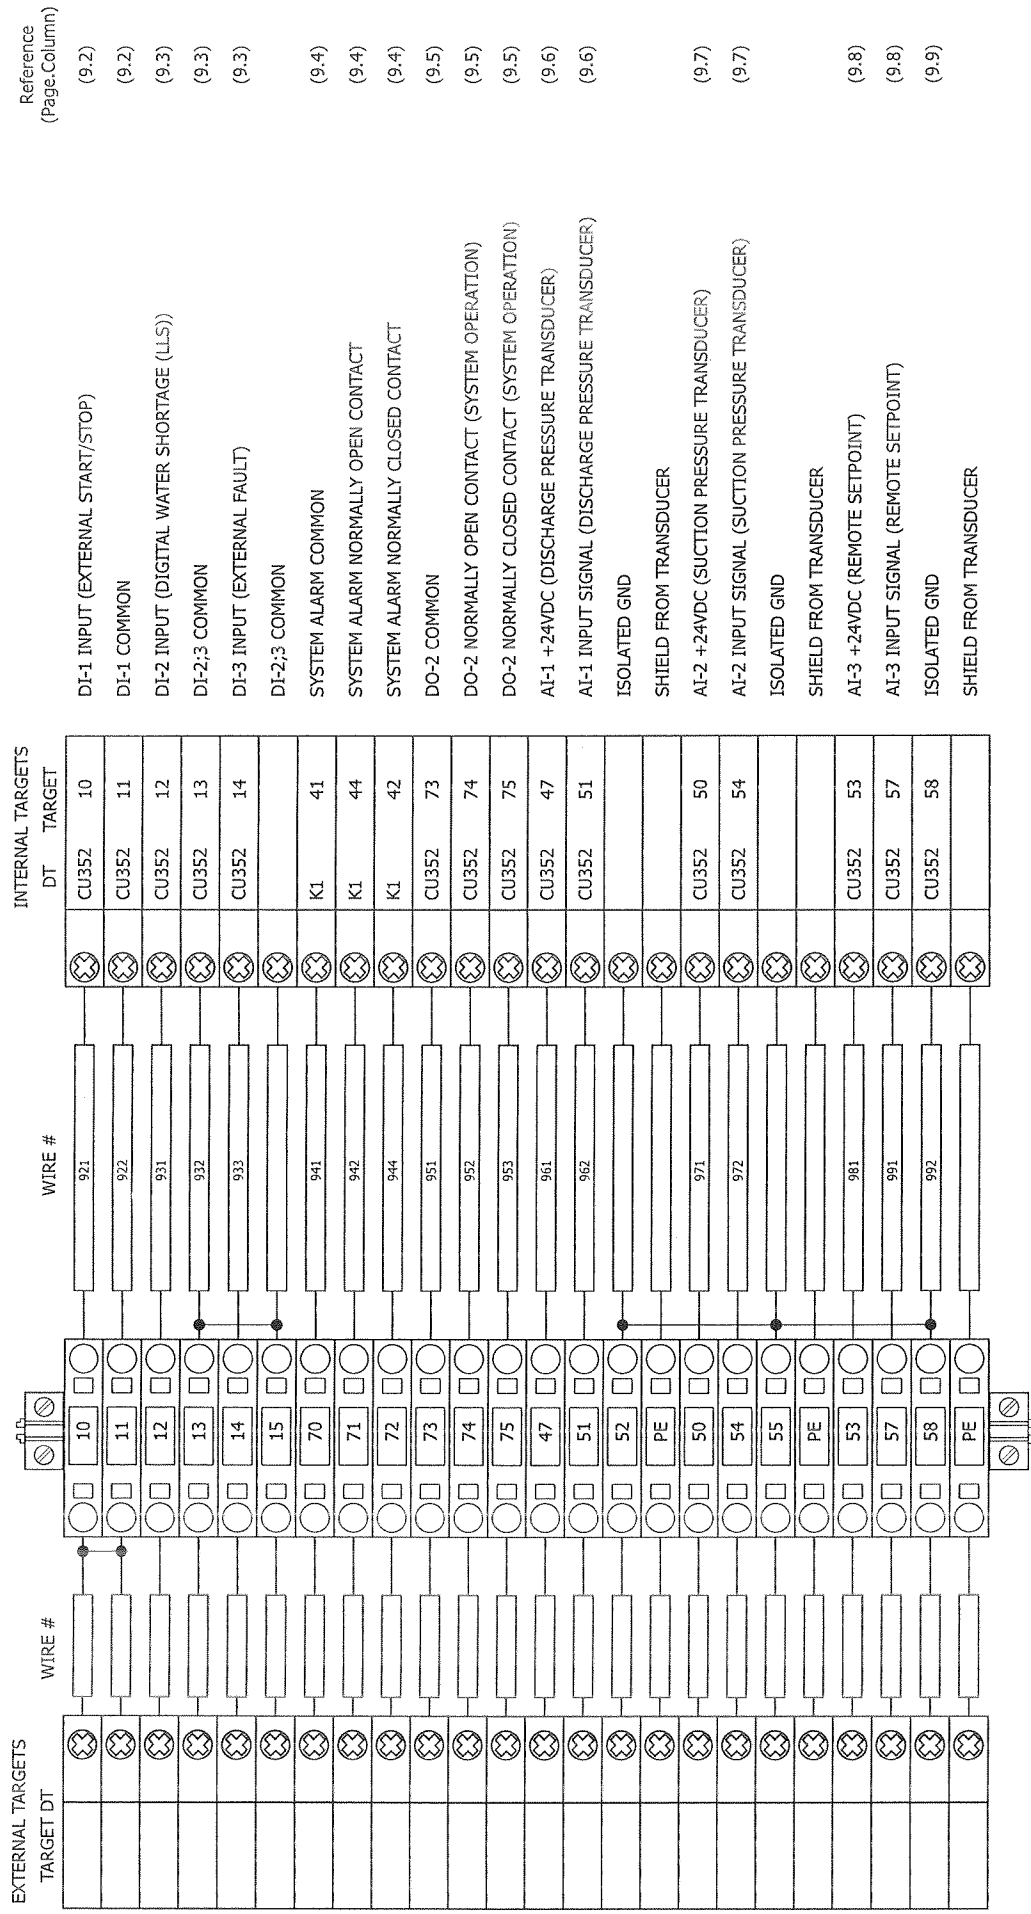 EXTERNAL TARGETS
TARGET DT
WIRE #
WIRE #
INTERNAL TARGETS
DT TARGET
Reference
(Page.Column)
10 921 CU352 10 DI-1 INPUT (EXTERNAL START/STOP) (9.2)
11 922 CU352 11 DI-1 COMMON (9.2)
12 931 CU352 12 DI-2 INPUT (DIGITAL WATER SHORTAGE (LLS)) (9.3)
13 932 CU352 13 DI-2;3 COMMON (9.3)
14 933 CU352 14 DI-3 INPUT (EXTERNAL FAULT) (9.3)
15 DI-2;3 COMMON
70 941 K1 41 SYSTEM ALARM COMMON (9.4)
71 942 K1 44 SYSTEM ALARM NORMALLY OPEN CONTACT (9.4)
72 944 K1 42 SYSTEM ALARM NORMALLY CLOSED CONTACT (9.4)
73 951 CU352 73 DO-2 COMMON (9.5)
74 952 CU352 74 DO-2 NORMALLY OPEN CONTACT (SYSTEM OPERATION) (9.5)
75 953 CU352 75 DO-2 NORMALLY CLOSED CONTACT (SYSTEM OPERATION) (9.5)
47 961 CU352 47 AI-1 +24VDC (DISCHARGE PRESSURE TRANSDUCER) (9.6)
51 962 CU352 51 AI-1 INPUT SIGNAL (DISCHARGE PRESSURE TRANSDUCER) (9.6)
52 ISOLATED GND
PE SHIELD FROM TRANSDUCER
50 971 CU352 50 AI-2 +24VDC (SUCTION PRESSURE TRANSDUCER) (9.7)
54 972 CU352 54 AI-2 INPUT SIGNAL (SUCTION PRESSURE TRANSDUCER) (9.7)
55 ISOLATED GND
PE SHIELD FROM TRANSDUCER
53 981 CU352 53 AI-3 +24VDC (REMOTE SETPOINT) (9.8)
57 991 CU352 57 AI-3 INPUT SIGNAL (REMOTE SETPOINT) (9.8)
58 992 CU352 58 ISOLATED GND (9.9)
PE SHIELD FROM TRANSDUCER